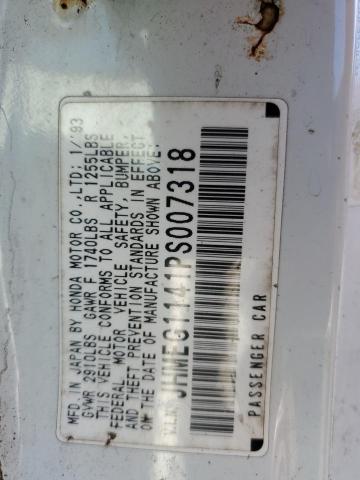 MFD. IN JAPAN BY HONDA MOTOR CO.,LTD; 1/'93
GVWR 2910LBS GAWR F 1740LBS R 1255LBS
THIS VEHICLE CONFORMS TO ALL APPLICABLE
FEDERAL MOTOR VEHICLE SAFETY, BUMPER,
AND THEFT PREVENTION STANDARDS IN EFFECT
ON THE DATE OF MANUFACTURE SHOWN ABOVE.
V.I.N. JHMEG1141PS007318
PASSENGER CAR